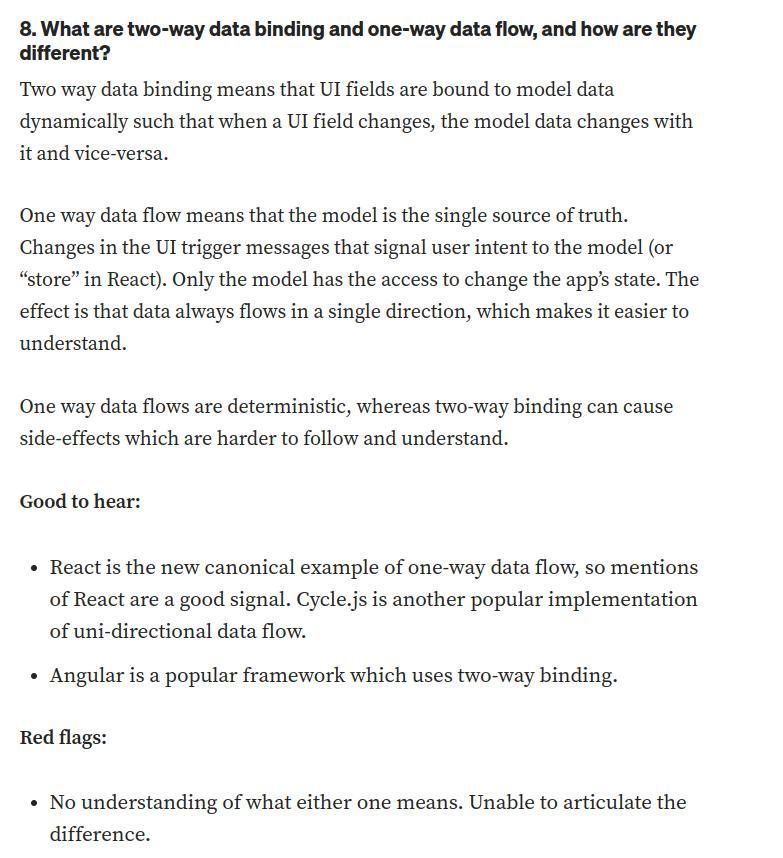 8. What are two-way data binding and one-way data flow, and how are they
different?
Two way data binding means that UI fields are bound to model data
dynamically such that when a UI field changes, the model data changes with
it and vice-versa.
One way data flow means that the model is the single source of truth.
Changes in the UI trigger messages that signal user intent to the model (or
“store” in React). Only the model has the access to change the app’s state. The
effect is that data always flows in a single direction, which makes it easier to
understand.
One way data flows are deterministic, whereas two-way binding can cause
side-effects which are harder to follow and understand.
Good to hear:
• React is the new canonical example of one-way data flow, so mentions
of React are a good signal. Cycle.js is another popular implementation
of uni-directional data flow.
• Angular is a popular framework which uses two-way binding.
Red flags:
• No understanding of what either one means. Unable to articulate the
difference.